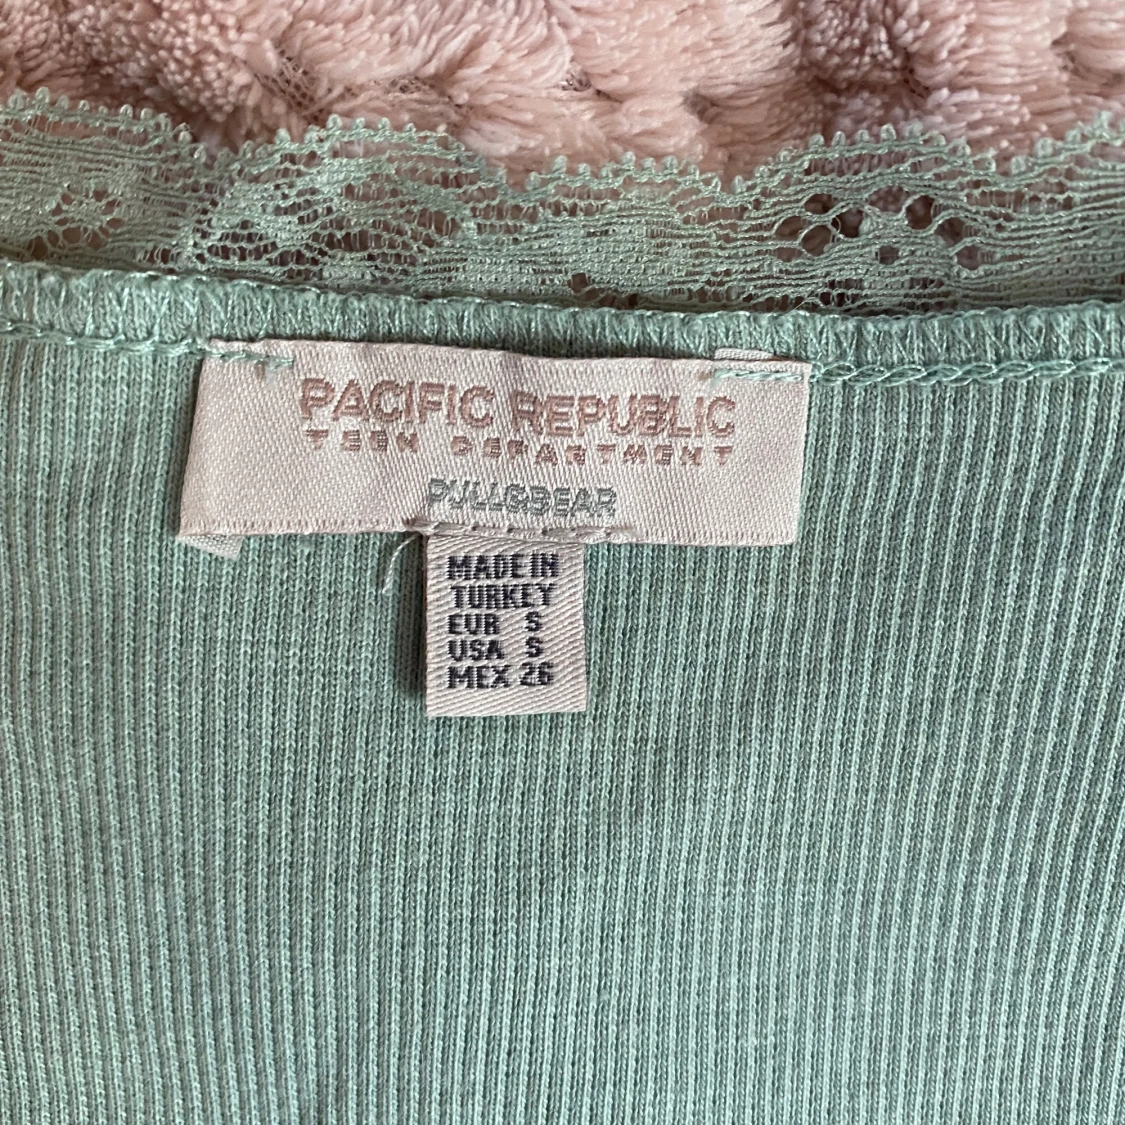 PACIFIC REPUBLIC
TEEN DEPARTMENT
PULL&BEAR
MADE IN
TURKEY
EUR S
USA S
MEX 26